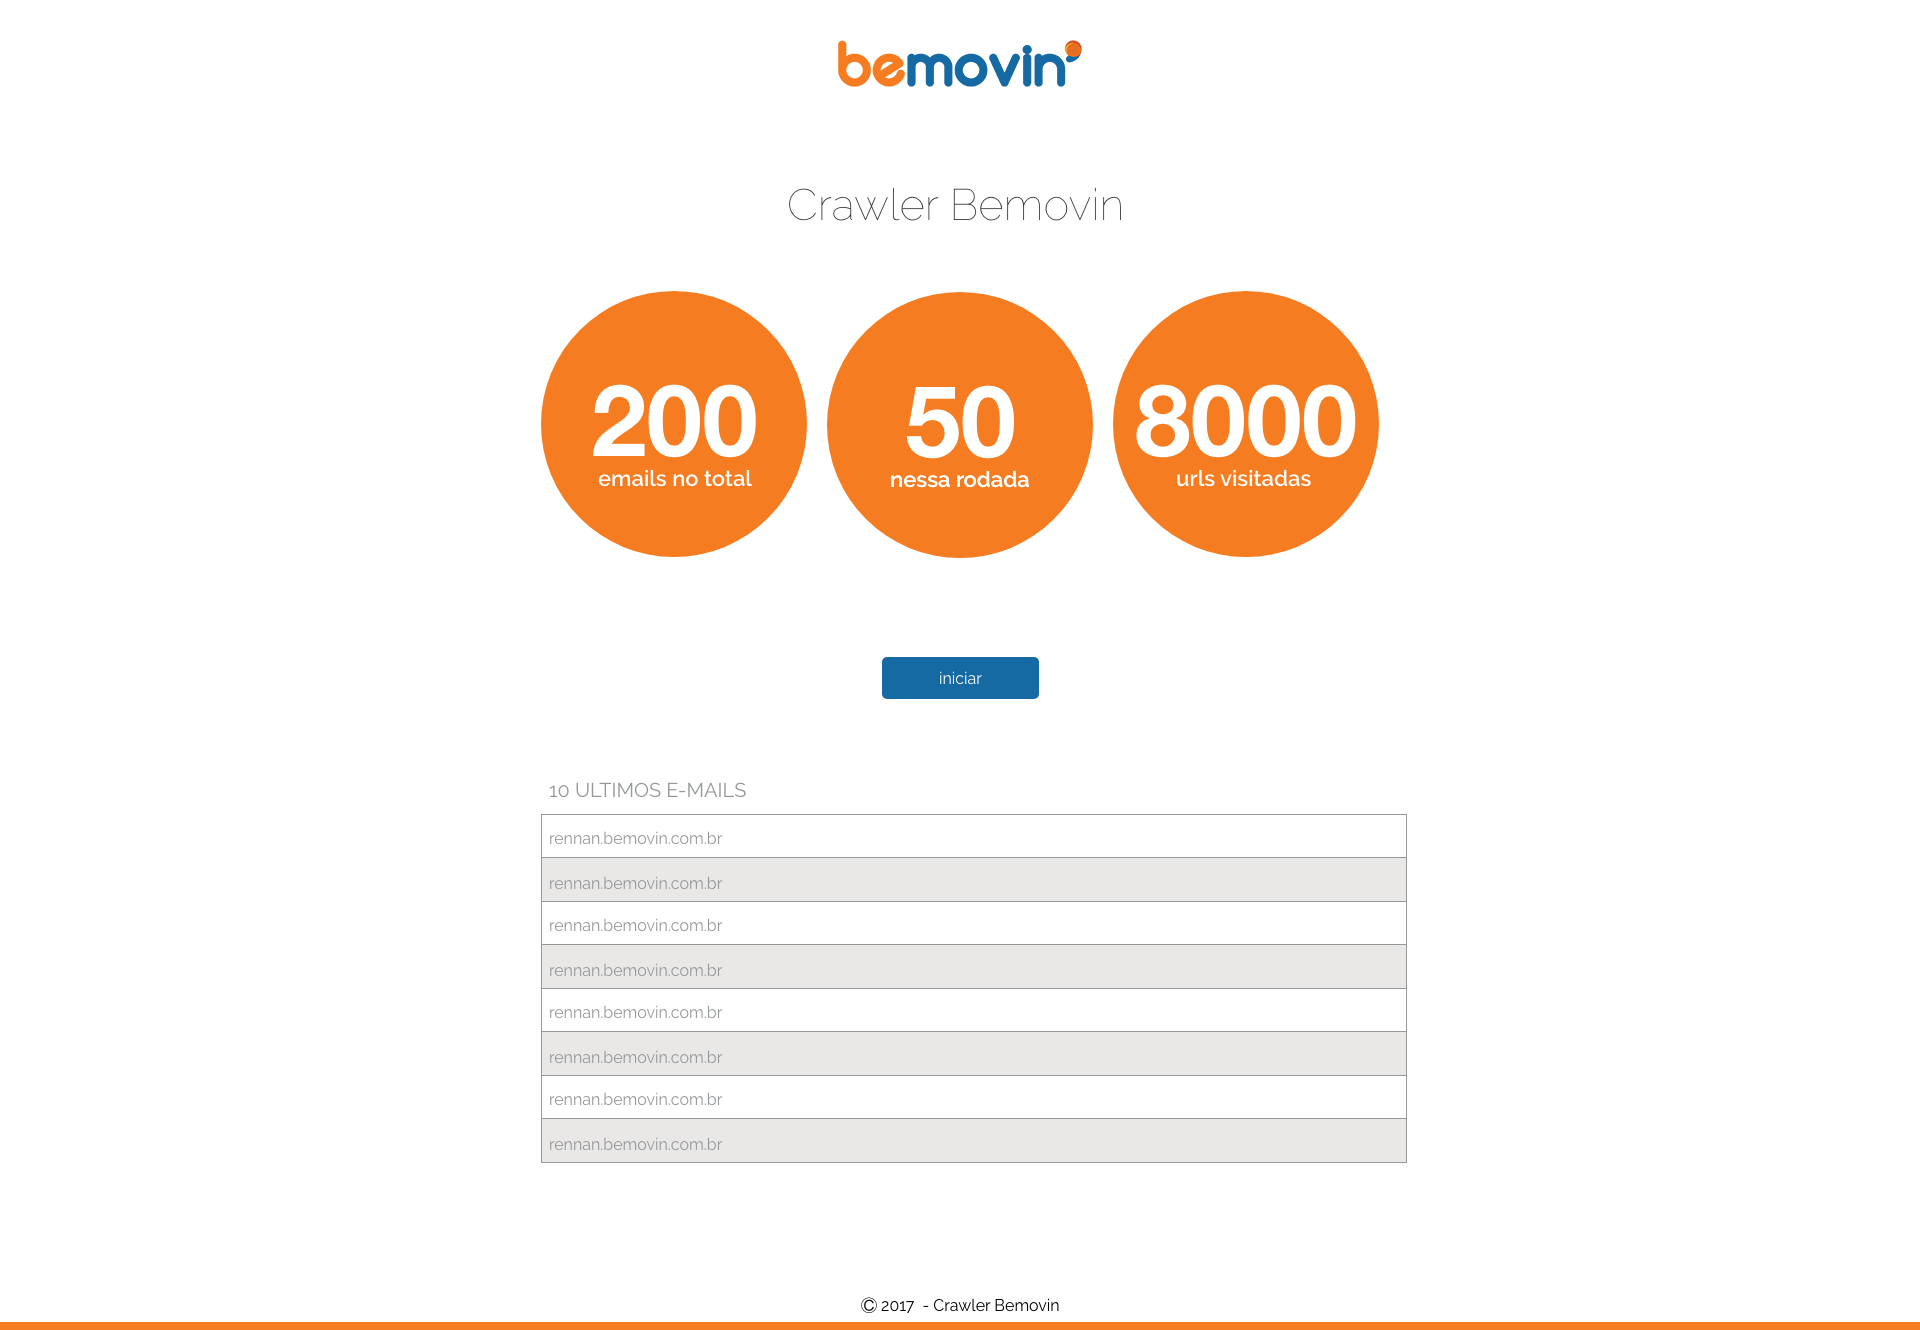 bemovin
Crawler Bemovin
200
emails no total
50
nessa rodada
8000
urls visitadas
iniciar
10 ULTIMOS E-MAILS
rennan.bemovin.com.br
rennan.bemovin.com.br
rennan.bemovin.com.br
rennan.bemovin.com.br
rennan.bemovin.com.br
rennan.bemovin.com.br
rennan.bemovin.com.br
rennan.bemovin.com.br
© 2017 - Crawler Bemovin